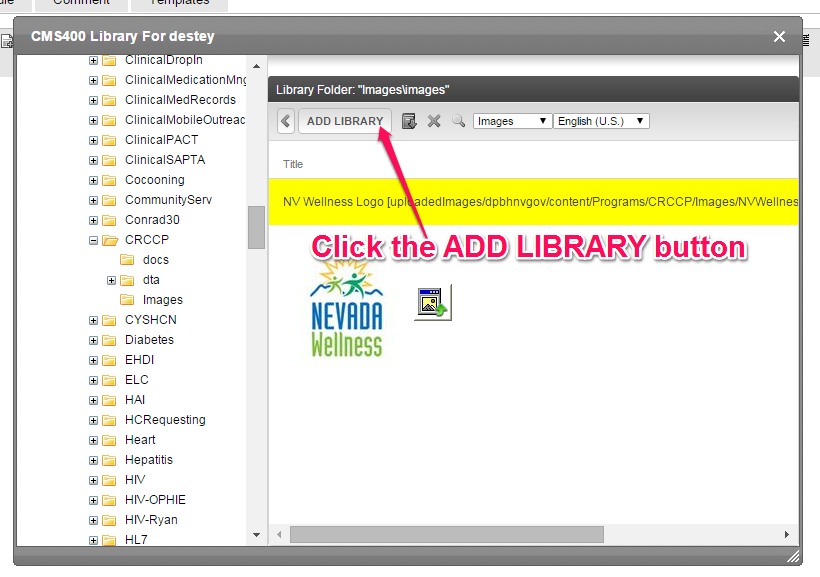 Comment
Templates
CMS400 Library For destey
ClinicalDropIn
ClinicalMedicationMng
ClinicalMedRecords
ClinicalMobileOutreac
ClinicalPACT
ClinicalSAPTA
Cocooning
CommunityServ
Conrad30
CRCCP
docs
dta
Images
CYSHCN
Diabetes
EHDI
ELC
HAI
HCRequesting
Heart
Hepatitis
HIV
HIV-OPHIE
HIV-Ryan
HL7
Library Folder: "Images\images"
ADD LIBRARY
Images
English (U.S.)
Title
NV Wellness Logo [uploadedImages/dpbhnvgov/content/Programs/CRCCP/Images/NVWellnes
Click the ADD LIBRARY button
NEVADA
Wellness